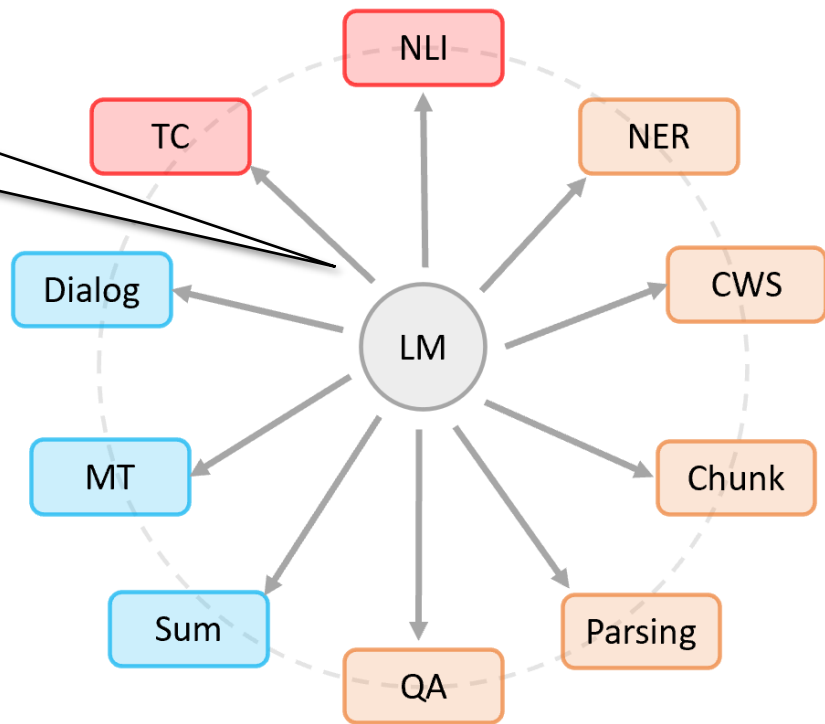 NLI
TC
NER
Dialog
CWS
LM
MT
Chunk
Sum
Parsing
QA